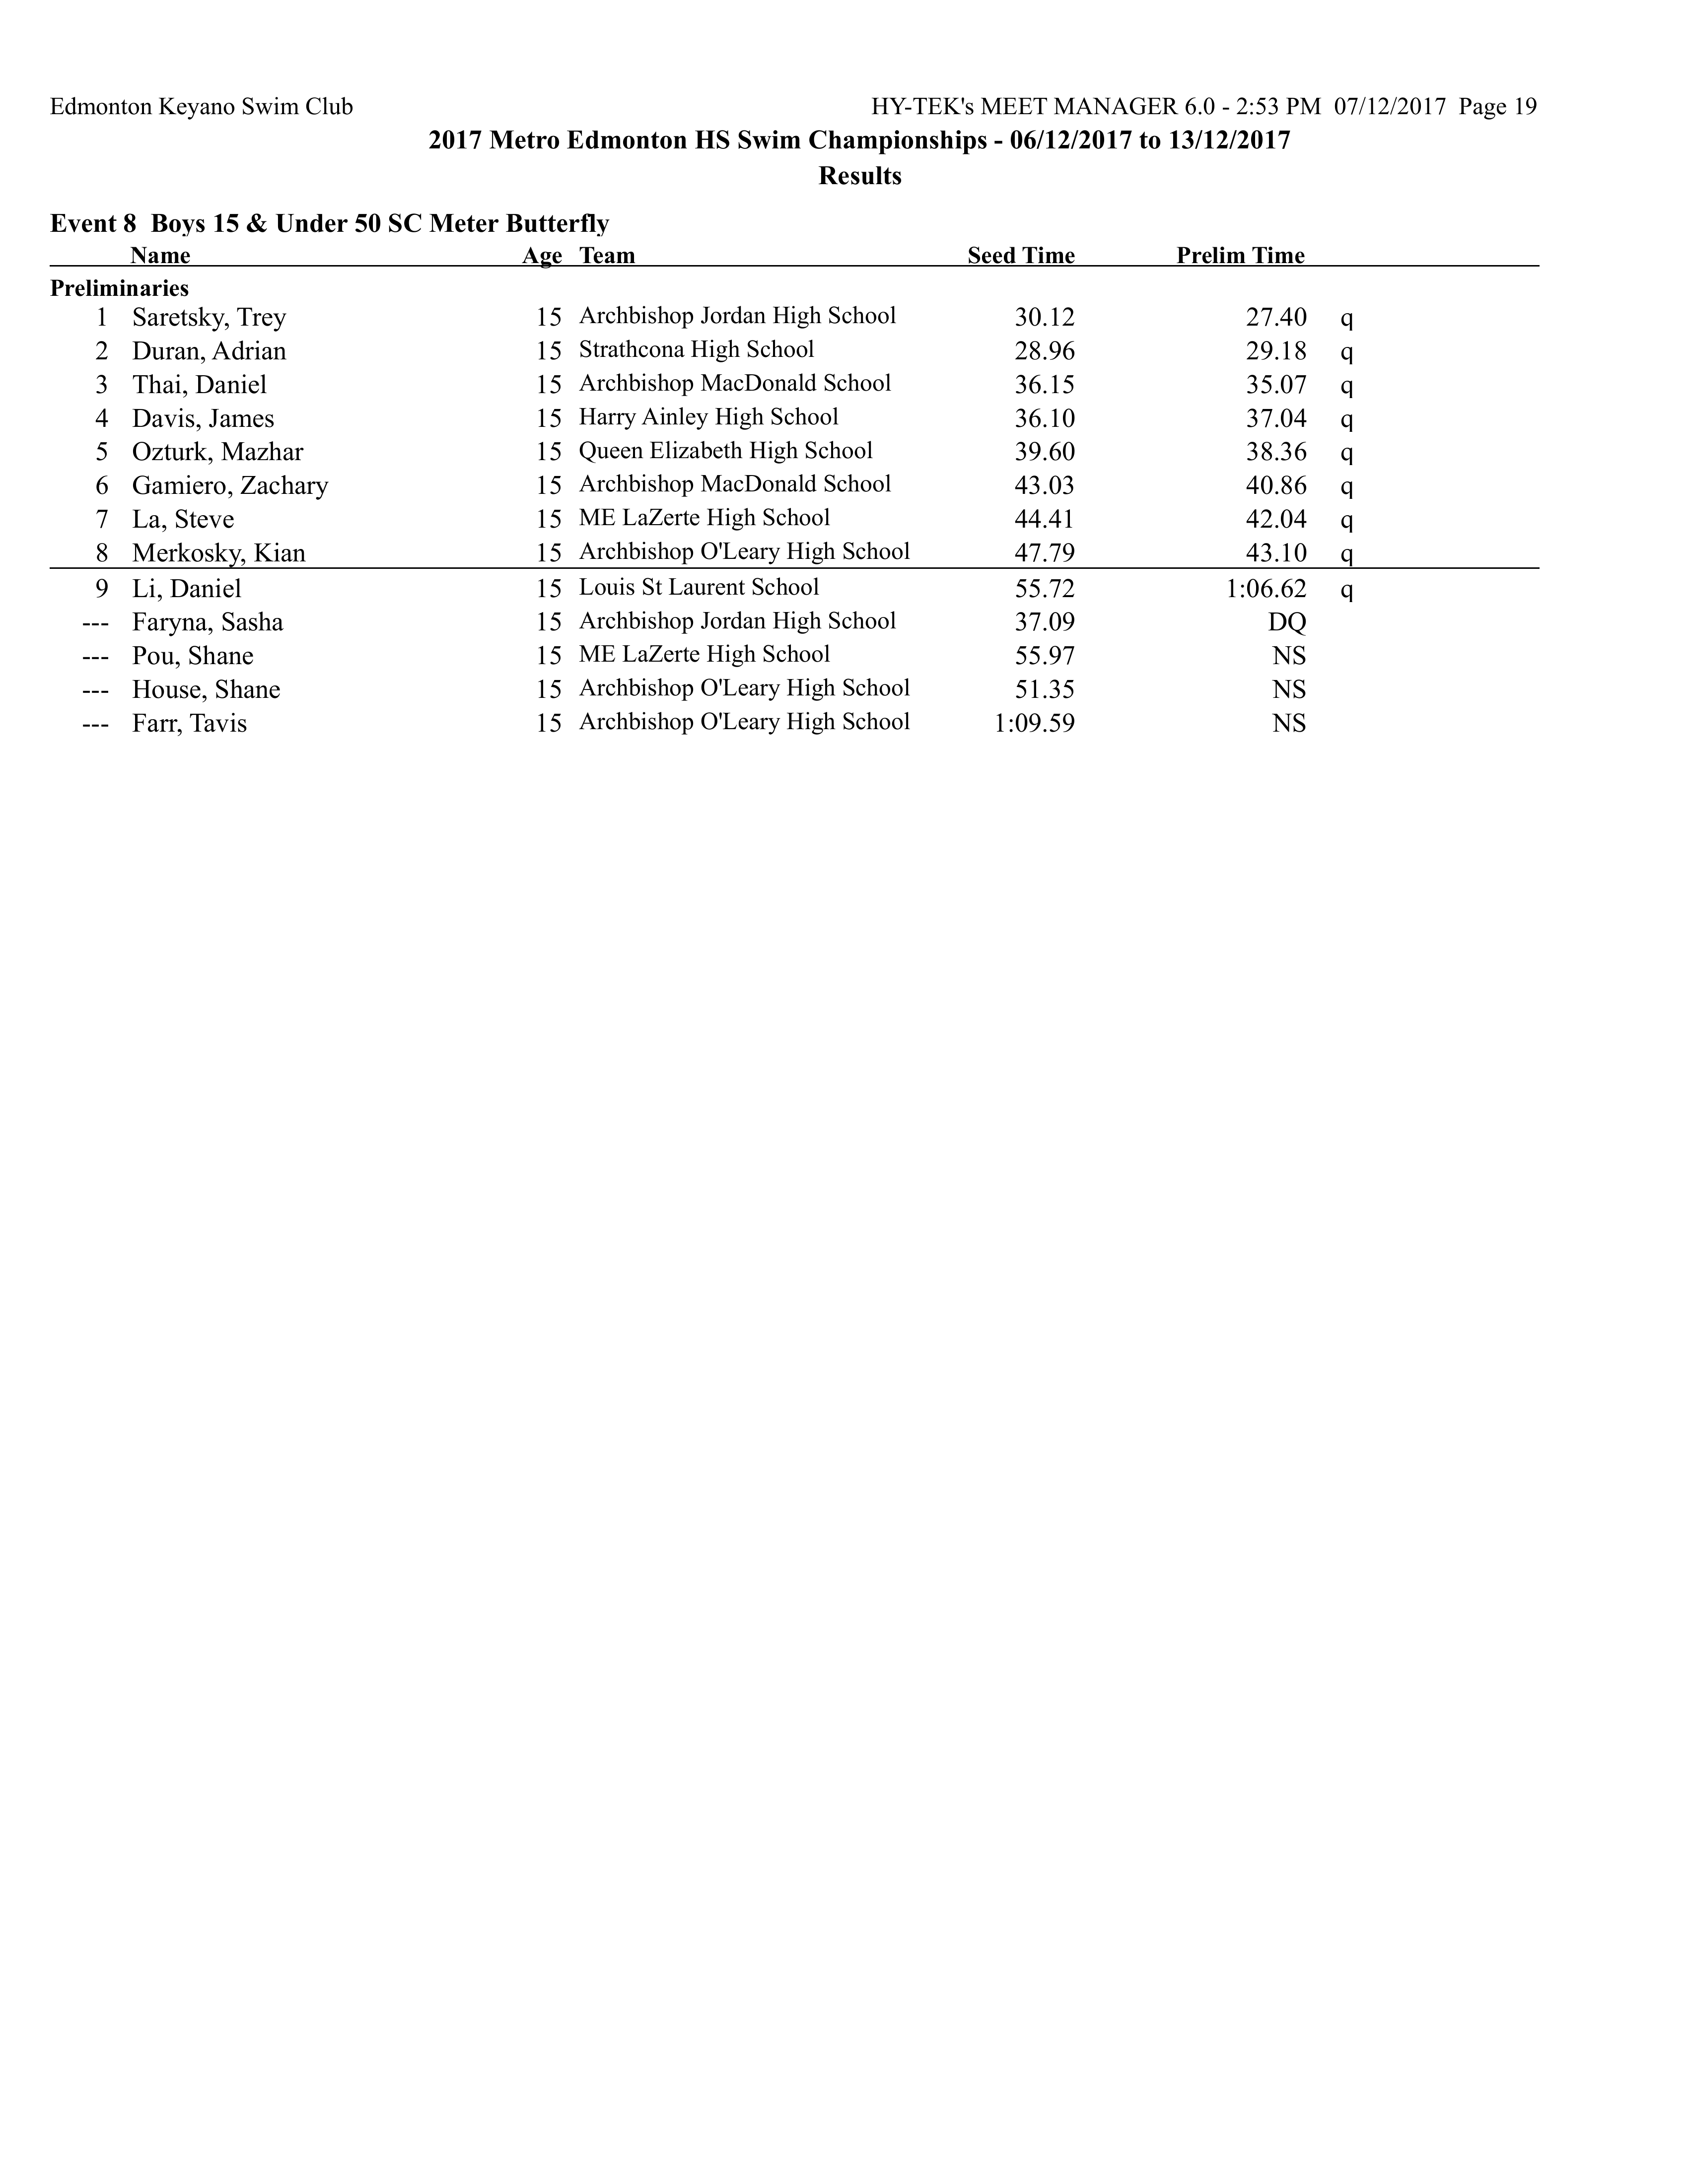 Edmonton Keyano Swim Club HY-TEK's MEET MANAGER 6.0 - 2:53 PM 07/12/2017 Page 19
2017 Metro Edmonton HS Swim Championships - 06/12/2017 to 13/12/2017
Results
Event 8 Boys 15 & Under 50 SC Meter Butterfly
Name Age Team Seed Time Prelim Time
Preliminaries
1 Saretsky, Trey 15 Archbishop Jordan High School 30.12 27.40 q
2 Duran, Adrian 15 Strathcona High School 28.96 29.18 q
3 Thai, Daniel 15 Archbishop MacDonald School 36.15 35.07 q
4 Davis, James 15 Harry Ainley High School 36.10 37.04 q
5 Ozturk, Mazhar 15 Queen Elizabeth High School 39.60 38.36 q
6 Gamiero, Zachary 15 Archbishop MacDonald School 43.03 40.86 q
7 La, Steve 15 ME LaZerte High School 44.41 42.04 q
8 Merkosky, Kian 15 Archbishop O'Leary High School 47.79 43.10 q
9 Li, Daniel 15 Louis St Laurent School 55.72 1:06.62 q
--- Faryna, Sasha 15 Archbishop Jordan High School 37.09 DQ
--- Pou, Shane 15 ME LaZerte High School 55.97 NS
--- House, Shane 15 Archbishop O'Leary High School 51.35 NS
--- Farr, Tavis 15 Archbishop O'Leary High School 1:09.59 NS